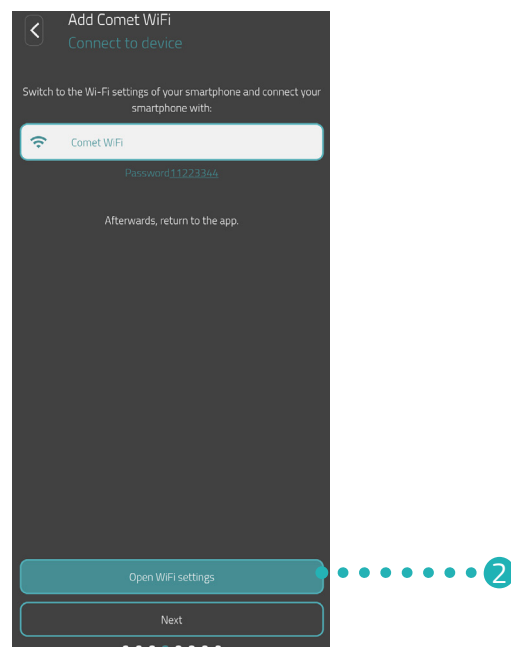 Add Comet WiFi
Connect to device
Switch to the Wi-Fi settings of your smartphone and connect your
smartphone with:
Comet WiFi
Password11223344
Afterwards, return to the app.
Open WiFi settings
2
Next